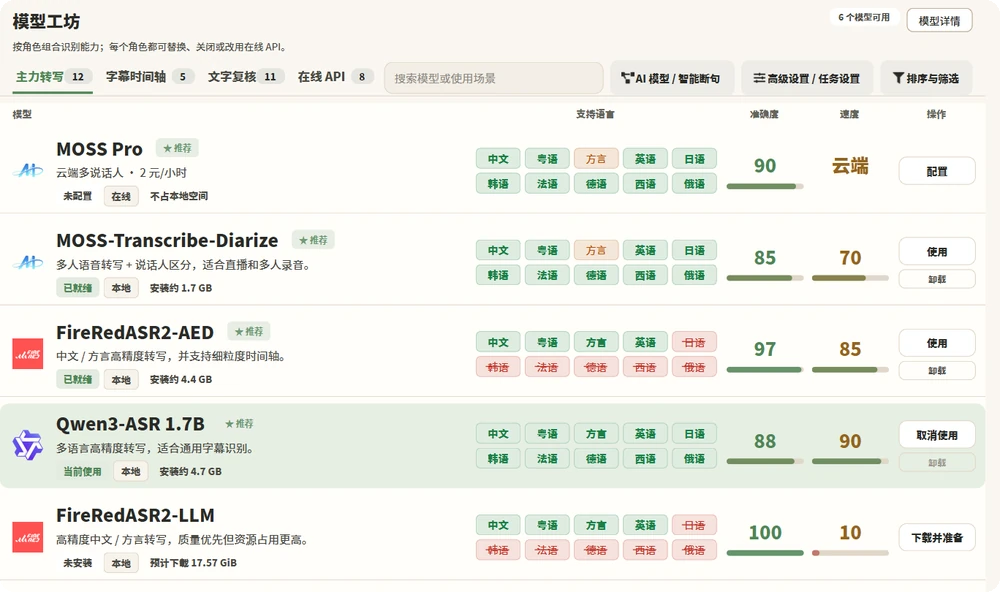 模型工坊
6 个模型可用
模型详情
按角色组合识别能力；每个角色都可替换、关闭或改用在线 API。
主力转写 12 字幕时间轴 5 文字复核 11 在线 API 8 搜索模型或使用场景 AI 模型 / 智能断句 高级设置 / 任务设置 排序与筛选
模型 支持语言 准确度 速度 操作
MOSS Pro ★推荐
云端多说话人 · 2 元/小时
未配置 在线 不占本地空间
中文 粤语 方言 英语 日语
韩语 法语 德语 西语 俄语
90 云端 配置
MOSS-Transcribe-Diarize ★推荐
多人语音转写 + 说话人区分，适合直播和多人录音。
已就绪 本地 安装约 1.7 GB
中文 粤语 方言 英语 日语
韩语 法语 德语 西语 俄语
85 70 使用
卸载
FireRedASR2-AED ★推荐
中文 / 方言高精度转写，并支持细粒度时间轴。
已就绪 本地 安装约 4.4 GB
中文 粤语 方言 英语 日语
韩语 法语 德语 西语 俄语
97 85 使用
卸载
Qwen3-ASR 1.7B ★推荐
多语言高精度转写，适合通用字幕识别。
当前使用 本地 安装约 4.7 GB
中文 粤语 方言 英语 日语
韩语 法语 德语 西语 俄语
88 90 取消使用
卸载
FireRedASR2-LLM
高精度中文 / 方言转写，质量优先但资源占用更高。
未安装 本地 预计下载 17.57 GiB
中文 粤语 方言 英语 日语
韩语 法语 德语 西语 俄语
100 10 下载并准备